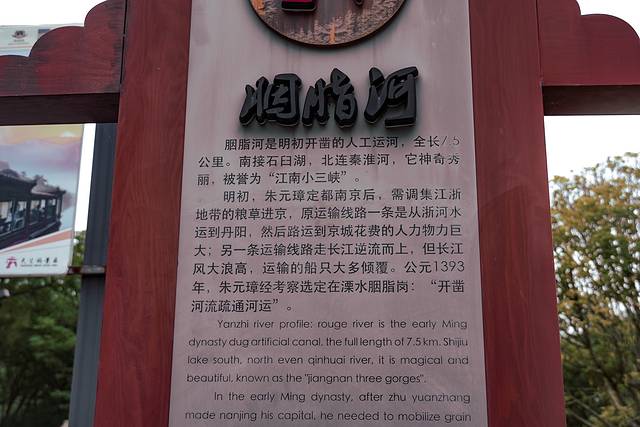 胭脂河
胭脂河是明初开凿的人工运河，全长7.5
公里。南接石臼湖，北连秦淮河，它神奇秀
丽，被誉为“江南小三峡”。
明初，朱元璋定都南京后，需调集江浙
地带的粮草进京，原运输线路一条是从浙河水
运到丹阳，然后路运到京城花费的人力物力巨
大；另一条运输线路走长江逆流而上，但长江
风大浪高，运输的船只大多倾覆。公元1393
年，朱元璋经考察选定在溧水胭脂岗：“开凿
河流疏通河运”。
Yanzhi river profile: rouge river is the early Ming
dynasty dug artificial canal, the full length of 7.5 km. Shijiu
lake south, north even qinhuai river, it is magical and
beautiful, known as the "jiangnan three gorges".
In the early Ming dynasty, after zhu yuanzhang
made nanjing his capital, he needed to mobilize grain